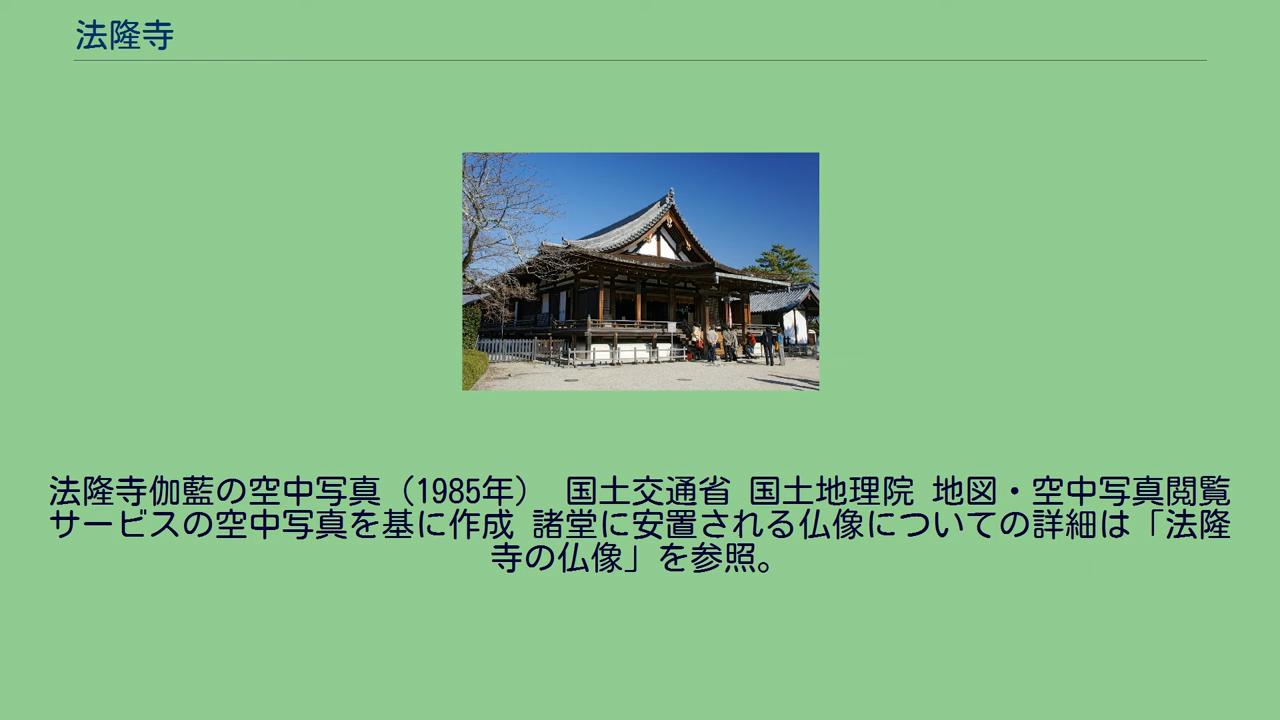 法隆寺
法隆寺伽藍の空中写真（1985年） 国土交通省 国土地理院 地図・空中写真閲覧
サービスの空中写真を基に作成 諸堂に安置される仏像についての詳細は「法隆
寺の仏像」を参照。